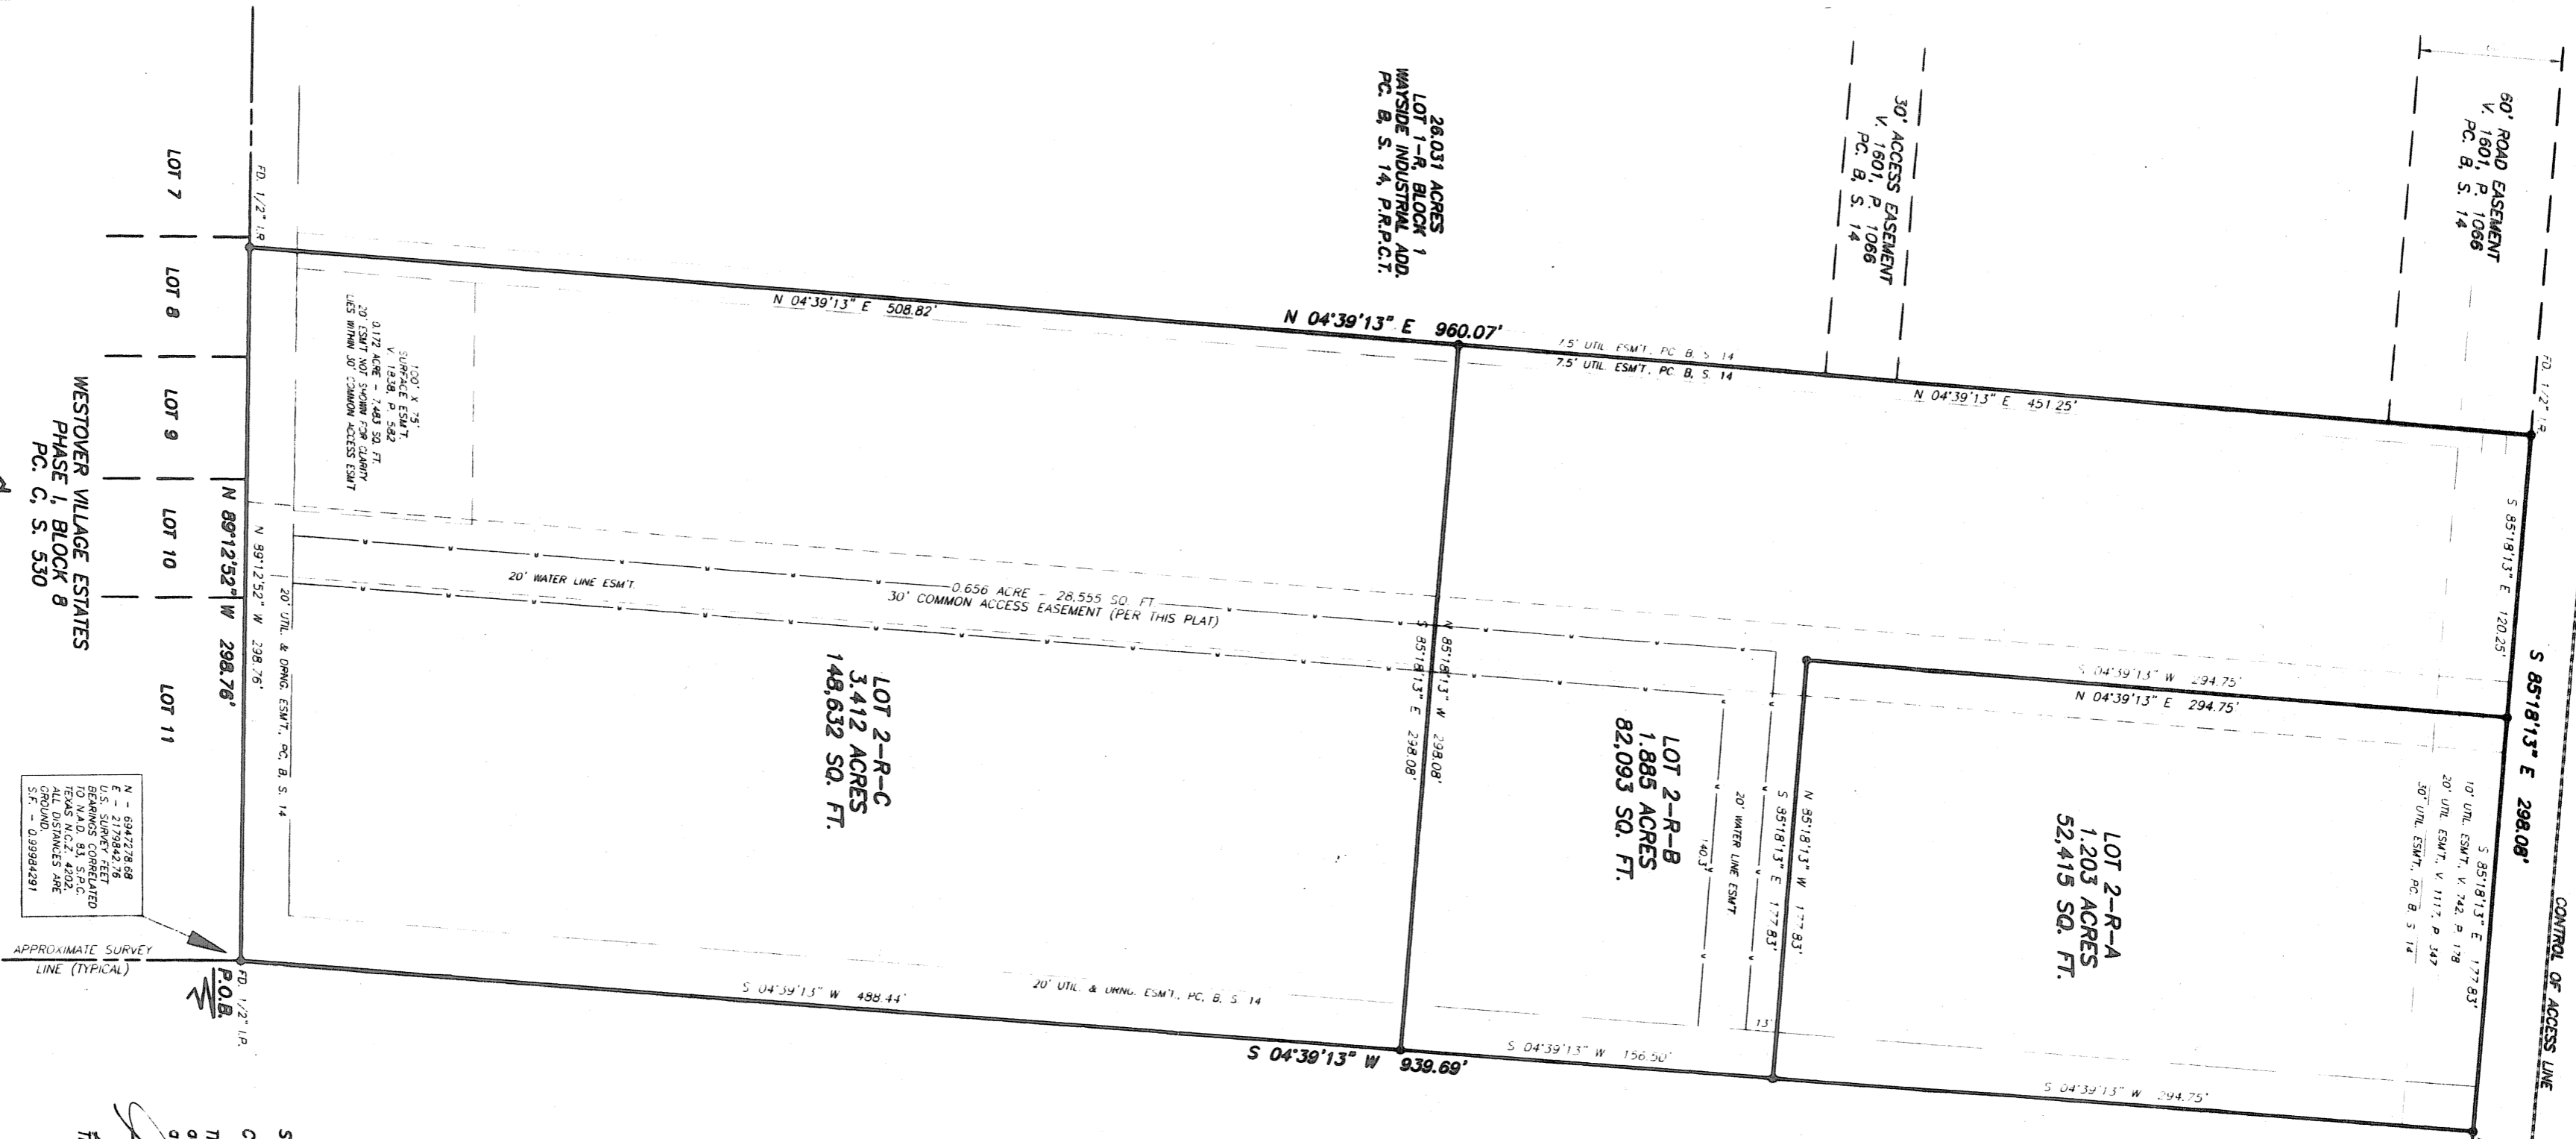 60' ROAD EASEMENT
V. 1601, P. 1066
PC. B, S. 14
30' ACCESS EASEMENT
V. 1601, P. 1066
PC. B, S. 14
26.031 ACRES
LOT 1-R, BLOCK 1
WAYSIDE INDUSTRIAL ADD.
PC. B, S. 14, P.R.P.C.T.
FD. 1/2" I.R.
FD. 1/2" I.R
N 04°39'13" E 960.07'
N 04°39'13" E 508.82'
N 04°39'13" E 451.25'
7.5' UTIL. ESM'T., PC. B, S. 14
7.5' UTIL. ESM'T., PC. B, S. 14
CONTROL OF ACCESS LINE
S 85°18'13" E 298.08'
S 85°18'13" E 120.25'
S 85°18'13" E 177.83'
10' UTIL. ESM'T., V. 742, P. 178
20' UTIL. ESM'T., V. 1117, P. 347
30' UTIL. ESM'T., PC. B, S. 14
S 04°39'13" W 294.75'
N 04°39'13" E 294.75'
LOT 2-R-A
1.203 ACRES
52,415 SQ. FT.
N 85°18'13" W 177.83'
S 85°18'13" E 177.83'
20' WATER LINE ESM'T.
140.3'
13'
LOT 2-R-B
1.885 ACRES
82,093 SQ. FT.
N 85°18'13" W 298.08'
S 85°18'13" E 298.08'
0.656 ACRE - 28,555 SQ. FT.
30' COMMON ACCESS EASEMENT (PER THIS PLAT)
20' WATER LINE ESM'T.
LOT 2-R-C
3.412 ACRES
148,632 SQ. FT.
100' X 75'
SURFACE ESM'T.
V. 1838, P. 582
0.172 ACRE - 7,483 SQ. FT.
20' ESM'T NOT SHOWN FOR CLARITY
LIES WITHIN 30' COMMON ACCESS ESM'T
20' UTIL. & DRNG. ESM'T., PC. B, S. 14
N 89°12'52" W 298.76'
N 89°12'52" W 298.76'
S 04°39'13" W 939.69'
S 04°39'13" W 488.44'
S 04°39'13" W 156.50'
S 04°39'13" W 294.75'
20' UTIL. & DRNG. ESM'T., PC. B, S. 14
FD. 1/2" I.P.
P.O.B.
LOT 7
LOT 8
LOT 9
LOT 10
LOT 11
WESTOVER VILLAGE ESTATES
PHASE I, BLOCK 8
PC. C, S. 530
N - 6947278.68
E - 2179842.76
U.S. SURVEY FEET
BEARINGS CORRELATED
TO N.A.D. 83, S.P.C.
TEXAS N.C.Z. 4202,
ALL DISTANCES ARE
GROUND.
S.F. - 0.99984291
APPROXIMATE SURVEY
LINE (TYPICAL)